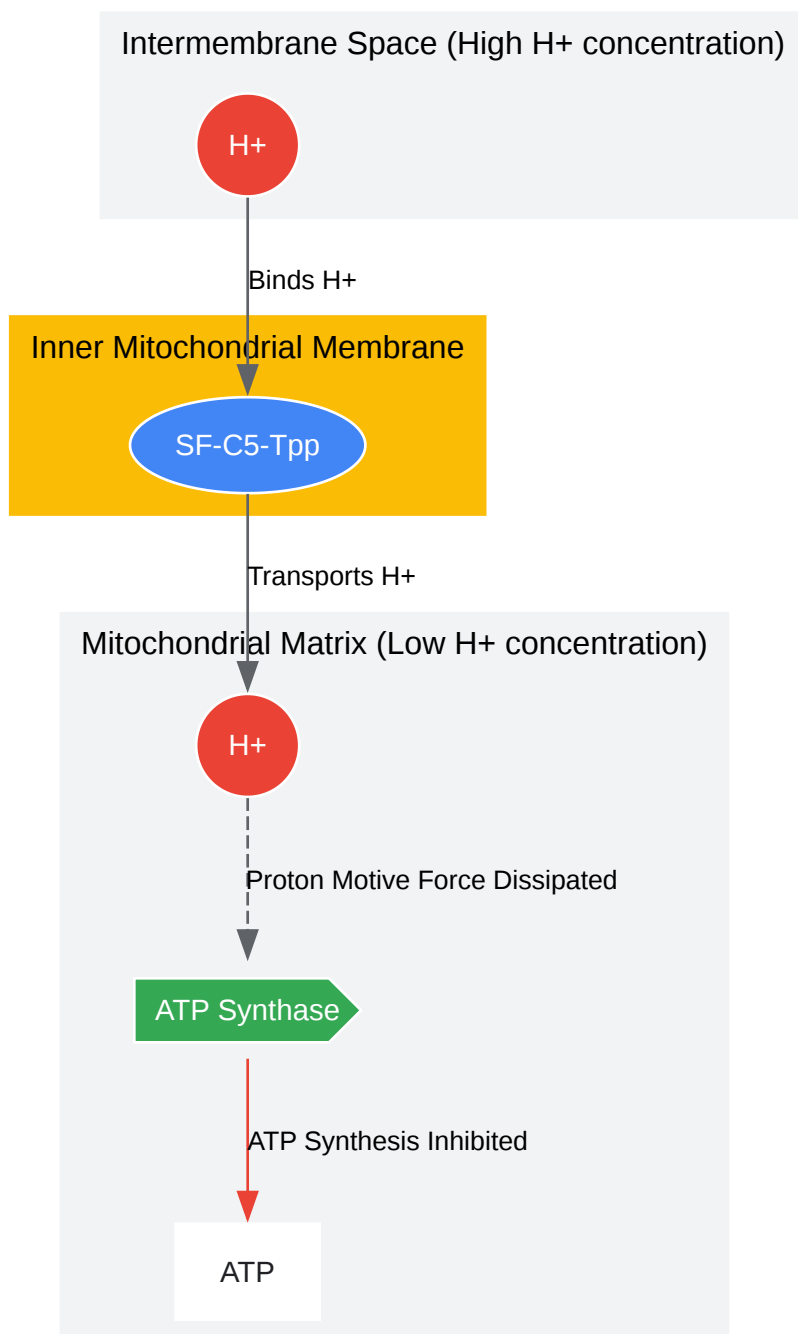 Intermembrane Space (High H+ concentration)
H+
Binds H+
Inner Mitochondrial Membrane
SF-C5-Tpp
Transports H+
Mitochondrial Matrix (Low H+ concentration)
H+
Proton Motive Force Dissipated
ATP Synthase
ATP Synthesis Inhibited
ATP